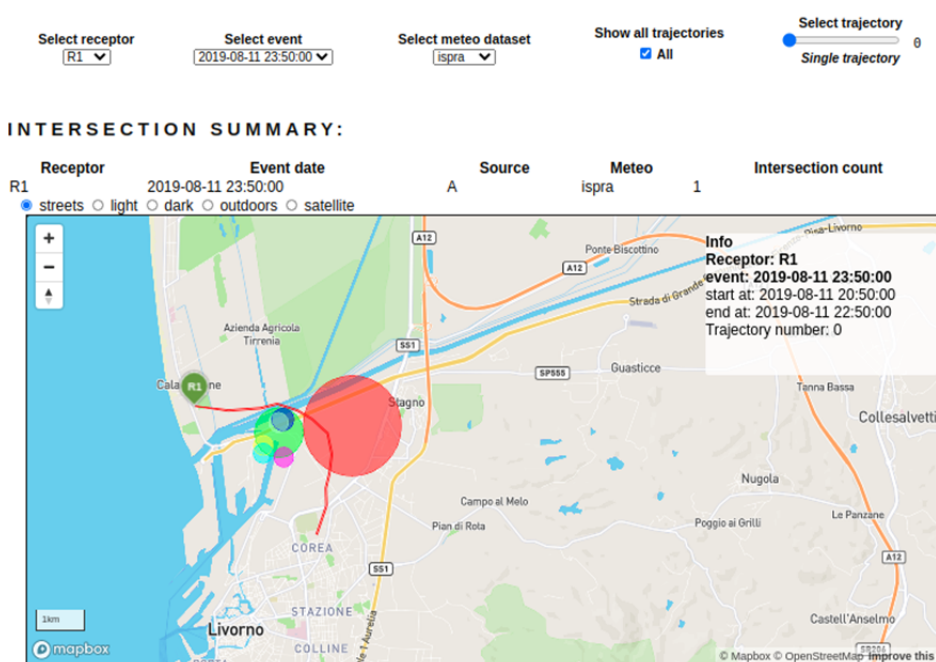 Select receptor
R1
Select event
2019-08-11 23:50:00
Select meteo dataset
ispra
Show all trajectories
All
Select trajectory
0
Single trajectory
INTERSECTION SUMMARY:
Receptor Event date Source Meteo Intersection count
R1 2019-08-11 23:50:00 A ispra 1
streets light dark outdoors satellite
+
−
Info
Receptor: R1
event: 2019-08-11 23:50:00
start at: 2019-08-11 20:50:00
end at: 2019-08-11 22:50:00
Trajectory number: 0
A12
Ponte Biscottino
A12
Strada di Grande
Azienda Agricola
Tirrenia
SS1
SP555
Guasticce
Tanna Bassa
R1
Stagno
Collesalvetti
Nugola
Campo al Melo
Le Panzane
Pian di Rola
Poggio ai Grilli
COREA
A12
SS1
1km
STAZIONE
Livorno
Castell'Anselmo
COLLINE
SR206
mapbox
© Mapbox © OpenStreetMap Improve this